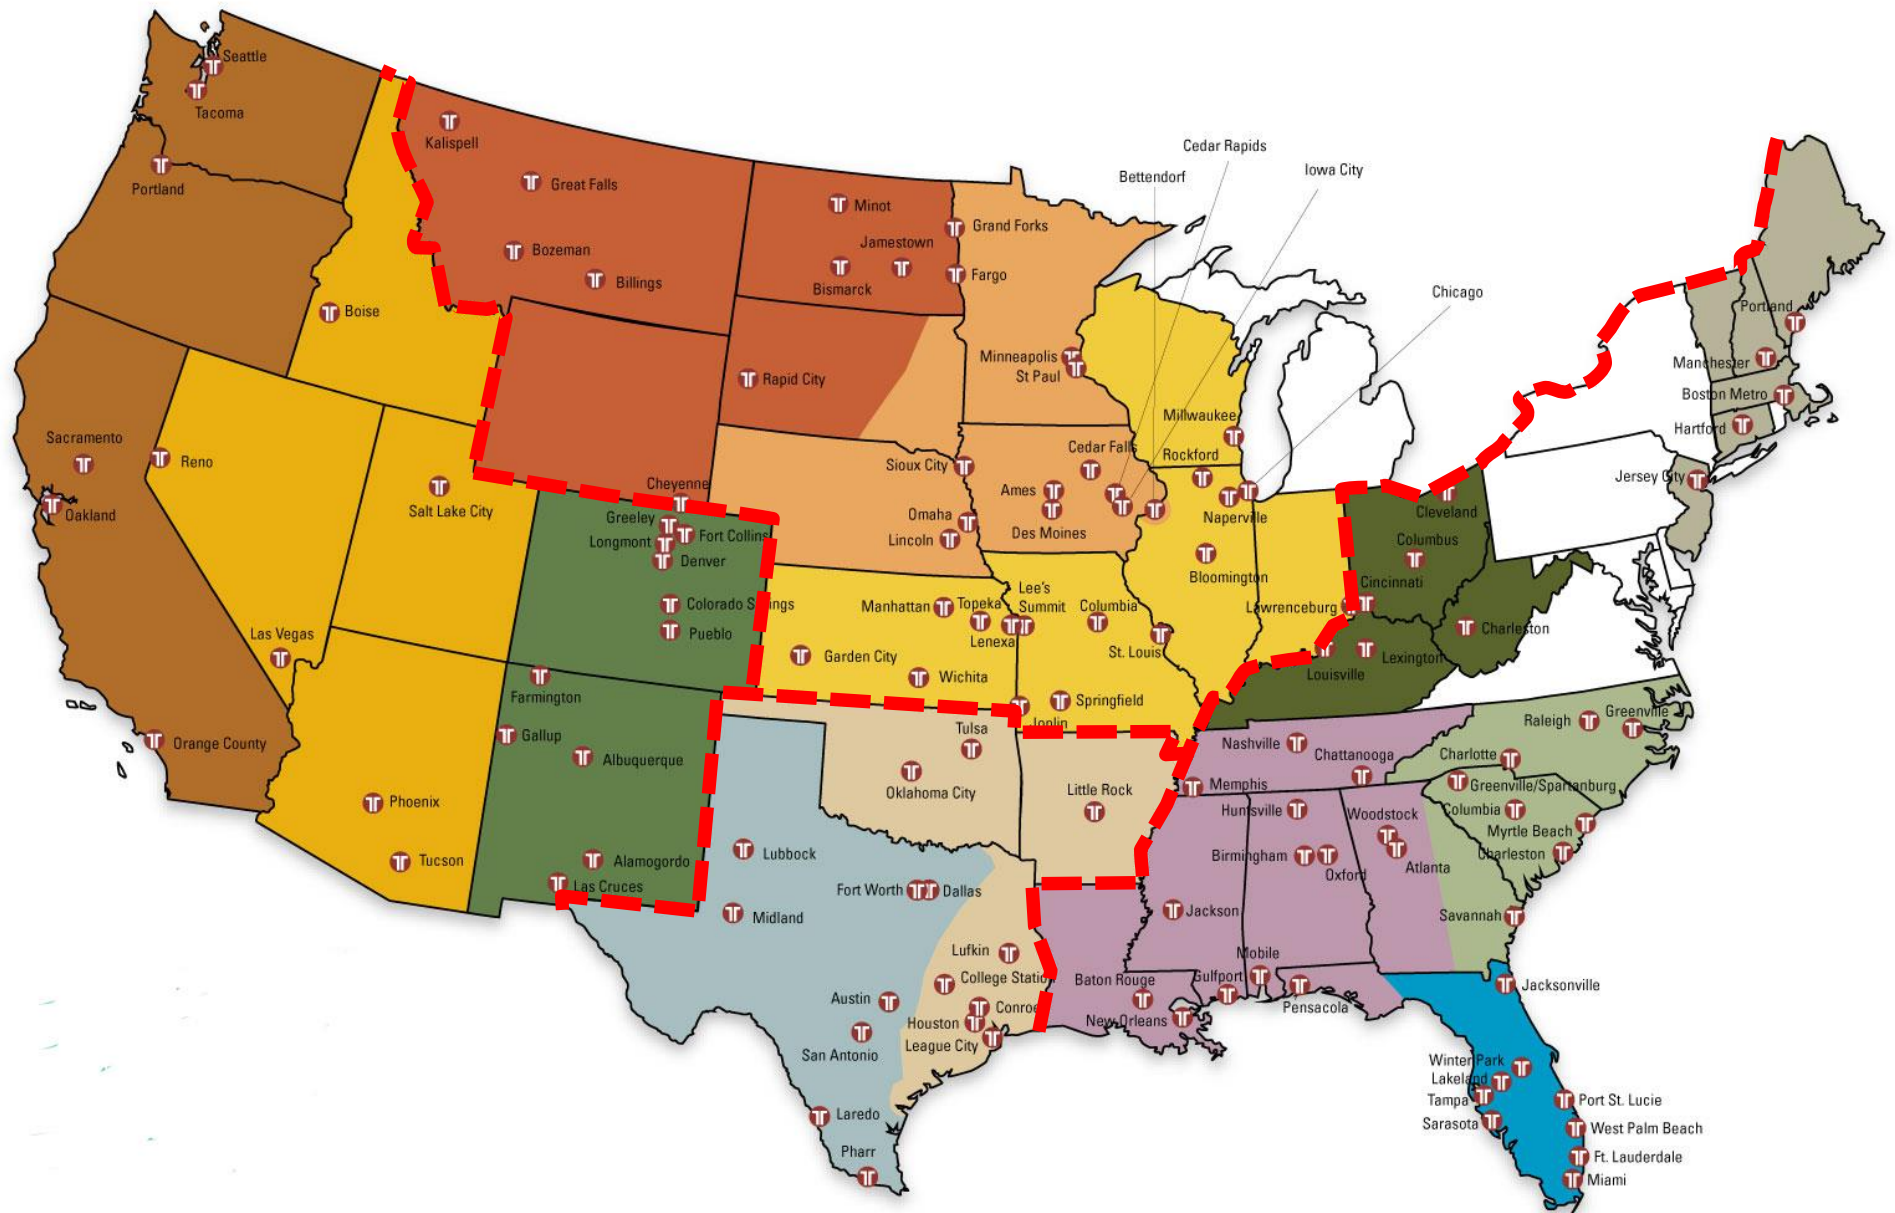 Seattle
Tacoma
Portland
Kalispell
Great Falls
Bozeman
Billings
Boise
Minot
Jamestown
Bismarck
Grand Forks
Fargo
Rapid City
Minneapolis
St Paul
Cedar Rapids
Bettendorf
Iowa City
Chicago
Millwaukee
Rockford
Naperville
Bloomington
Sacramento
Oakland
Reno
Las Vegas
Orange County
Salt Lake City
Phoenix
Tucson
Cheyenne
Greeley
Fort Collins
Longmont
Denver
Colorado Springs
Pueblo
Farmington
Gallup
Albuquerque
Alamogordo
Las Cruces
Sioux City
Omaha
Lincoln
Cedar Falls
Ames
Des Moines
Manhattan
Topeka
Lee's
Summit
Lenexa
Columbia
St. Louis
Garden City
Wichita
Springfield
Joplin
Tulsa
Oklahoma City
Little Rock
Lubbock
Midland
Fort Worth
Dallas
Lufkin
College Station
Conroe
Houston
League City
Austin
San Antonio
Laredo
Pharr
Portland
Manchester
Boston Metro
Hartford
Jersey City
Cleveland
Columbus
Cincinnati
Lawrenceburg
Louisville
Lexington
Charleston
Nashville
Chattanooga
Memphis
Huntsville
Birmingham
Oxford
Woodstock
Atlanta
Jackson
Mobile
Gulfport
Baton Rouge
New Orleans
Pensacola
Raleigh
Greenville
Charlotte
Greenville/Spartanburg
Columbia
Myrtle Beach
Charleston
Savannah
Jacksonville
Winter Park
Lakeland
Tampa
Sarasota
Port St. Lucie
West Palm Beach
Ft. Lauderdale
Miami